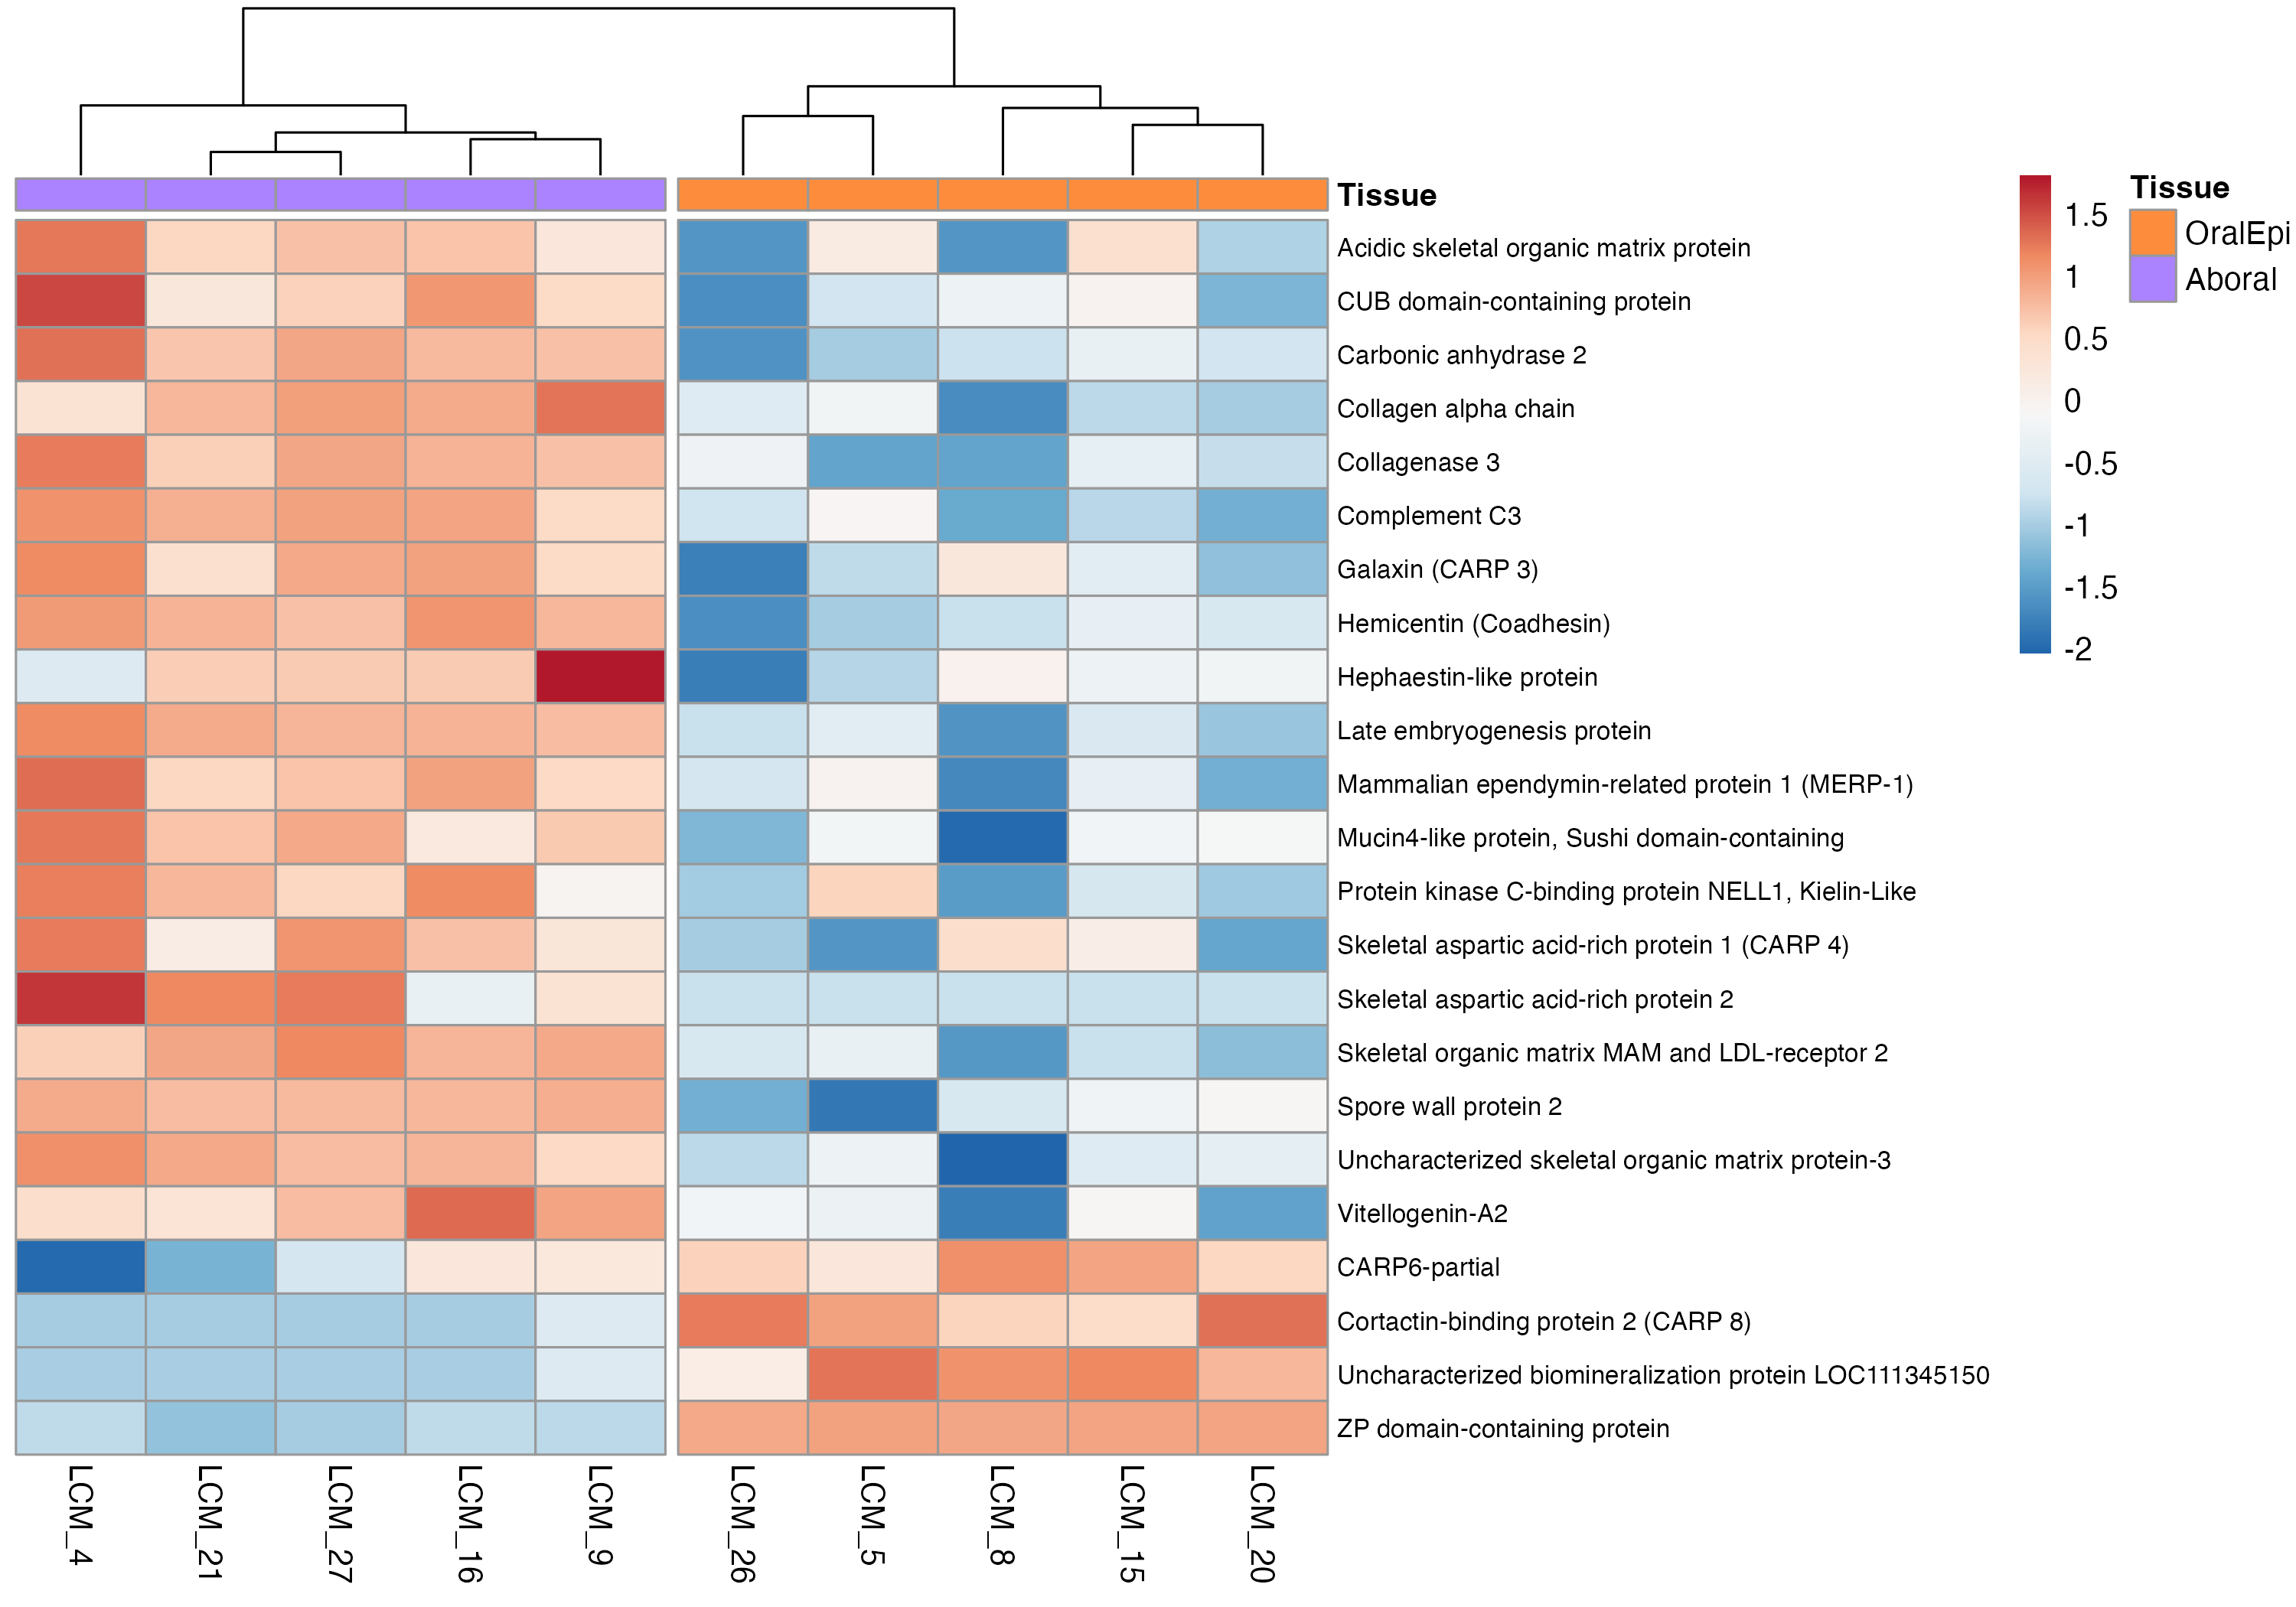 Tissue
Acidic skeletal organic matrix protein
CUB domain-containing protein
Carbonic anhydrase 2
Collagen alpha chain
Collagenase 3
Complement C3
Galaxin (CARP 3)
Hemicentin (Coadhesin)
Hephaestin-like protein
Late embryogenesis protein
Mammalian ependymin-related protein 1 (MERP-1)
Mucin4-like protein, Sushi domain-containing
Protein kinase C-binding protein NELL1, Kielin-Like
Skeletal aspartic acid-rich protein 1 (CARP 4)
Skeletal aspartic acid-rich protein 2
Skeletal organic matrix MAM and LDL-receptor 2
Spore wall protein 2
Uncharacterized skeletal organic matrix protein-3
Vitellogenin-A2
CARP6-partial
Cortactin-binding protein 2 (CARP 8)
Uncharacterized biomineralization protein LOC111345150
ZP domain-containing protein
LCM_4
LCM_21
LCM_27
LCM_16
LCM_9
LCM_26
LCM_5
LCM_8
LCM_15
LCM_20
1.5
1
0.5
0
-0.5
-1
-1.5
-2
Tissue
OralEpi
Aboral